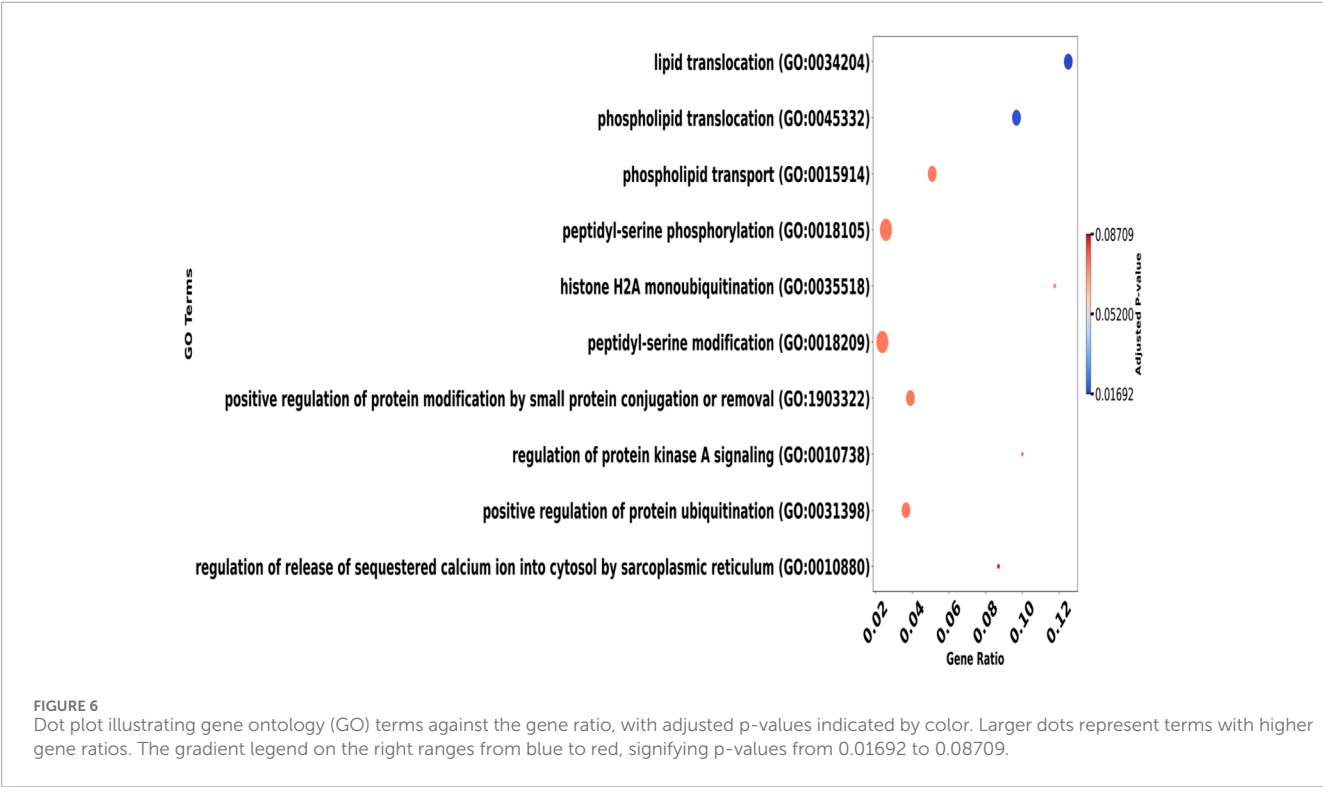 lipid translocation (GO:0034204)
phospholipid translocation (GO:0045332)
phospholipid transport (GO:0015914)
peptidyl-serine phosphorylation (GO:0018105)
histone H2A monoubiquitination (GO:0035518)
peptidyl-serine modification (GO:0018209)
positive regulation of protein modification by small protein conjugation or removal (GO:1903322)
regulation of protein kinase A signaling (GO:0010738)
positive regulation of protein ubiquitination (GO:0031398)
regulation of release of sequestered calcium ion into cytosol by sarcoplasmic reticulum (GO:0010880)
GO Terms
0.02 0.04 0.06 0.08 0.10 0.12
Gene Ratio
0.08709
0.05200
0.01692
Adjusted P-value
FIGURE 6
Dot plot illustrating gene ontology (GO) terms against the gene ratio, with adjusted p-values indicated by color. Larger dots represent terms with higher
gene ratios. The gradient legend on the right ranges from blue to red, signifying p-values from 0.01692 to 0.08709.